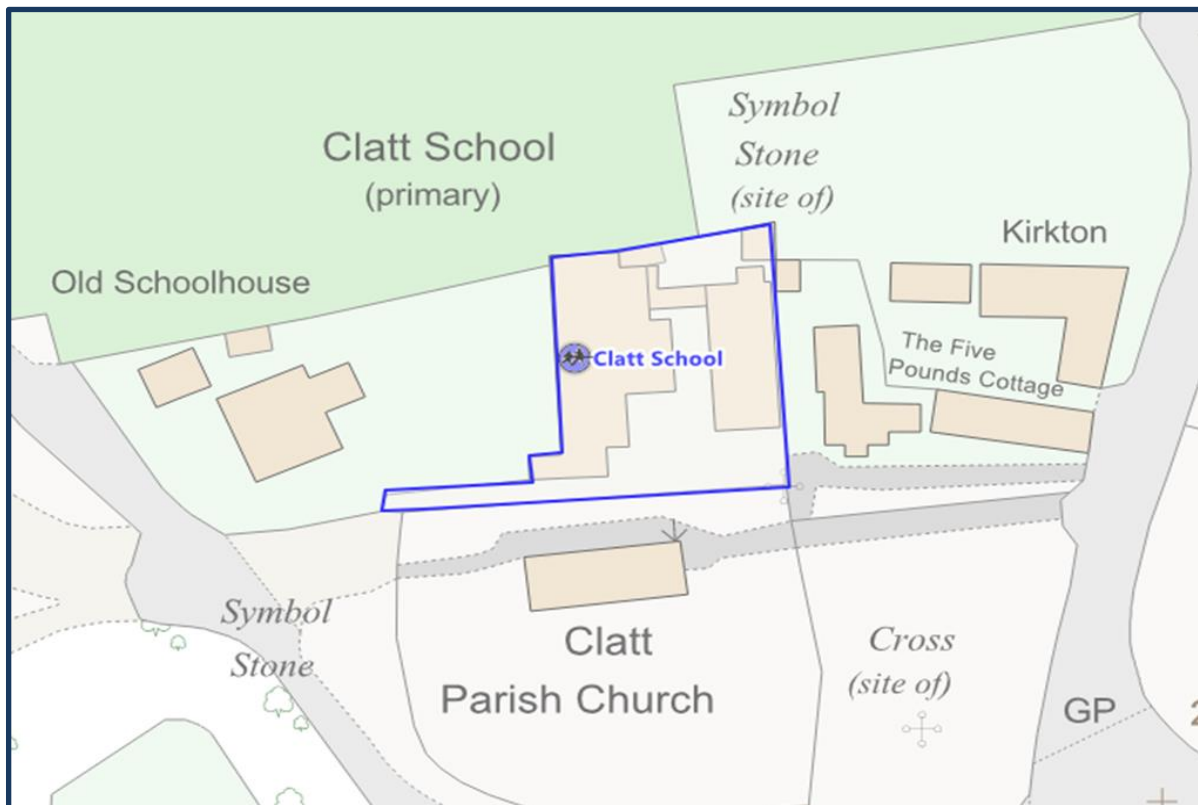 Symbol
Stone
(site of)
Clatt School
(primary)
Kirkton
Old Schoolhouse
The Five
Pounds Cottage
Clatt School
Symbol
Stone
Clatt
Parish Church
Cross
(site of)
GP
2